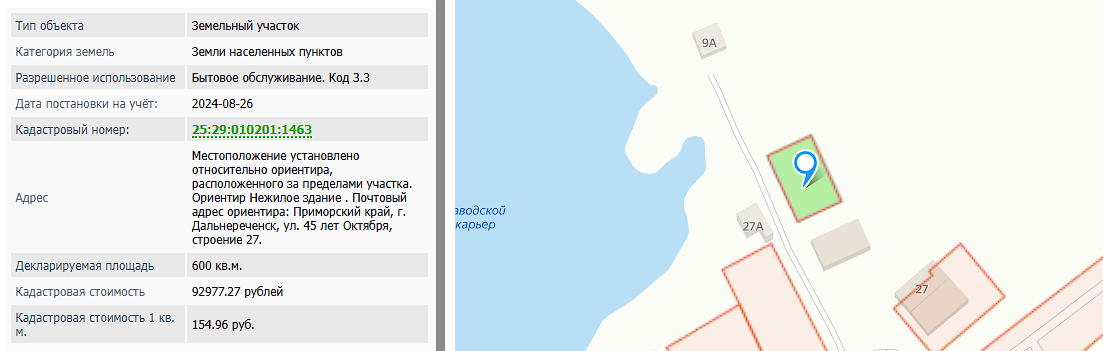 Тип объекта Земельный участок
Категория земель Земли населенных пунктов
Разрешенное использование Бытовое обслуживание. Код 3.3
Дата постановки на учёт: 2024-08-26
Кадастровый номер: 25:29:010201:1463
Адрес
Местоположение установлено
относительно ориентира,
расположенного за пределами участка.
Ориентир Нежилое здание . Почтовый
адрес ориентира: Приморский край, г.
Дальнереченск, ул. 45 лет Октября,
строение 27.
Декларируемая площадь 600 кв.м.
Кадастровая стоимость 92977.27 рублей
Кадастровая стоимость 1 кв.
м.
154.96 руб.
9А
аводской
карьер
27А
27